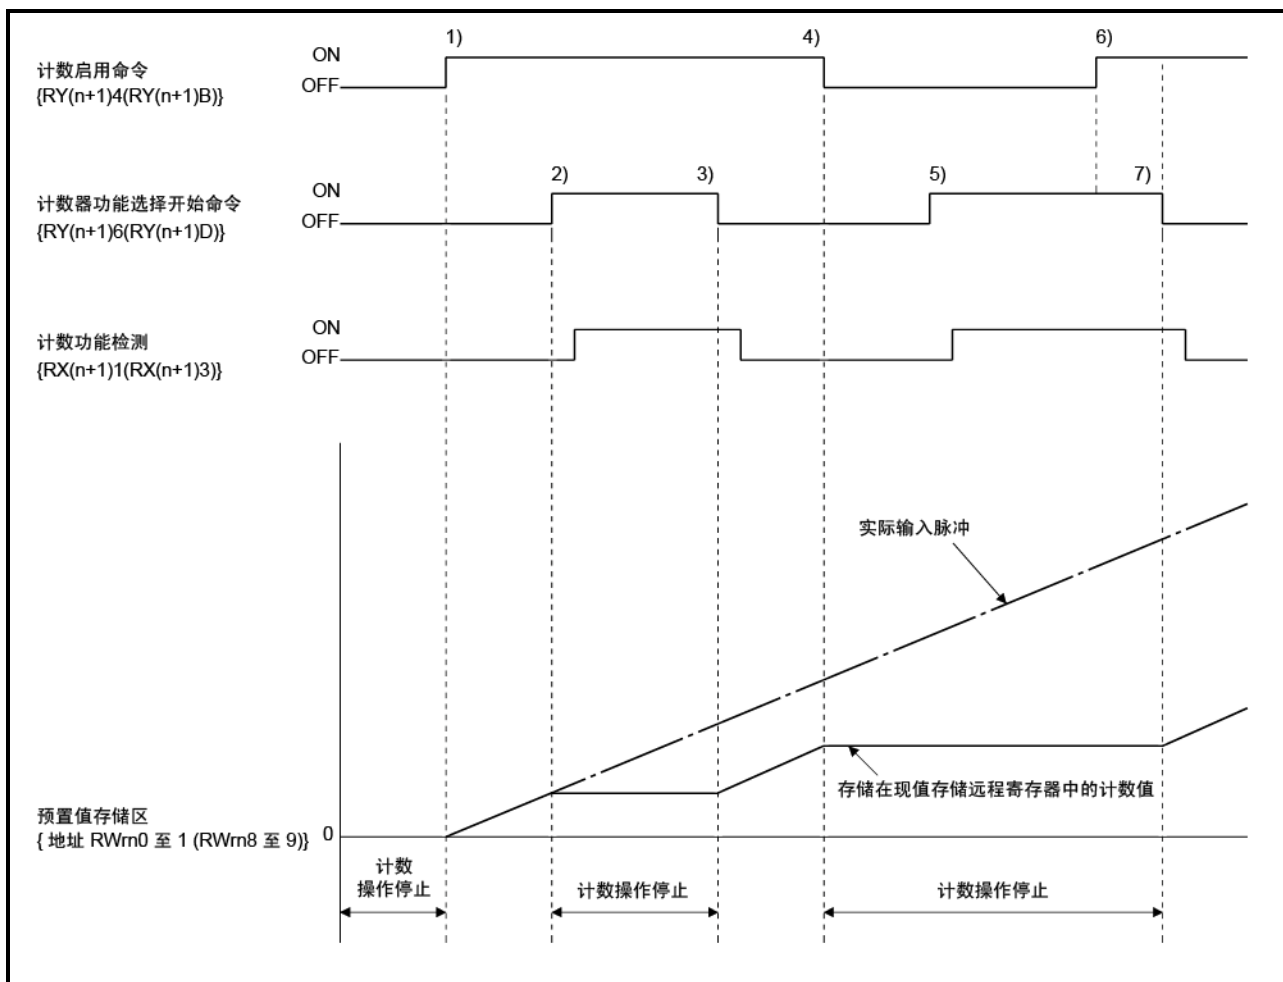 1)
4)
6)
ON
OFF
计数启用命令
{RY(n+1)4(RY(n+1)B)}
2)
3)
5)
7)
ON
OFF
计数器功能选择开始命令
{RY(n+1)6(RY(n+1)D)}
ON
OFF
计数功能检测
{RX(n+1)1(RX(n+1)3)}
实际输入脉冲
存储在现值存储远程寄存器中的计数值
预置值存储区
{ 地址 RWrn0 至 1 (RWrn8 至 9)}
0
计数
操作停止
计数操作停止
计数操作停止